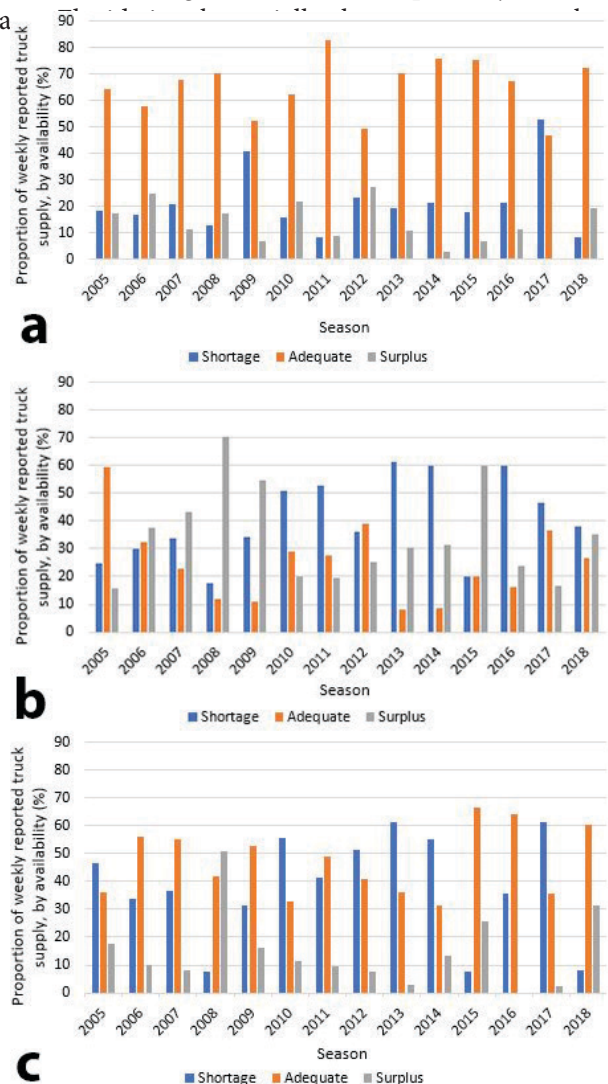 a
90
80
70
60
50
40
30
20
10
0
Proportion of weekly reported truck
supply, by availability (%)
2005 2006 2007 2008 2009 2010 2011 2012 2013 2014 2015 2016 2017 2018
a
Season
Shortage Adequate Surplus
90
80
70
60
50
40
30
20
10
0
Proportion of weekly reported truck
supply, by availability (%)
2005 2006 2007 2008 2009 2010 2011 2012 2013 2014 2015 2016 2017 2018
b
Season
Shortage Adequate Surplus
90
80
70
60
50
40
30
20
10
0
Proportion of weekly reported truck
supply, by availability (%)
2005 2006 2007 2008 2009 2010 2011 2012 2013 2014 2015 2016 2017 2018
c
Season
Shortage Adequate Surplus